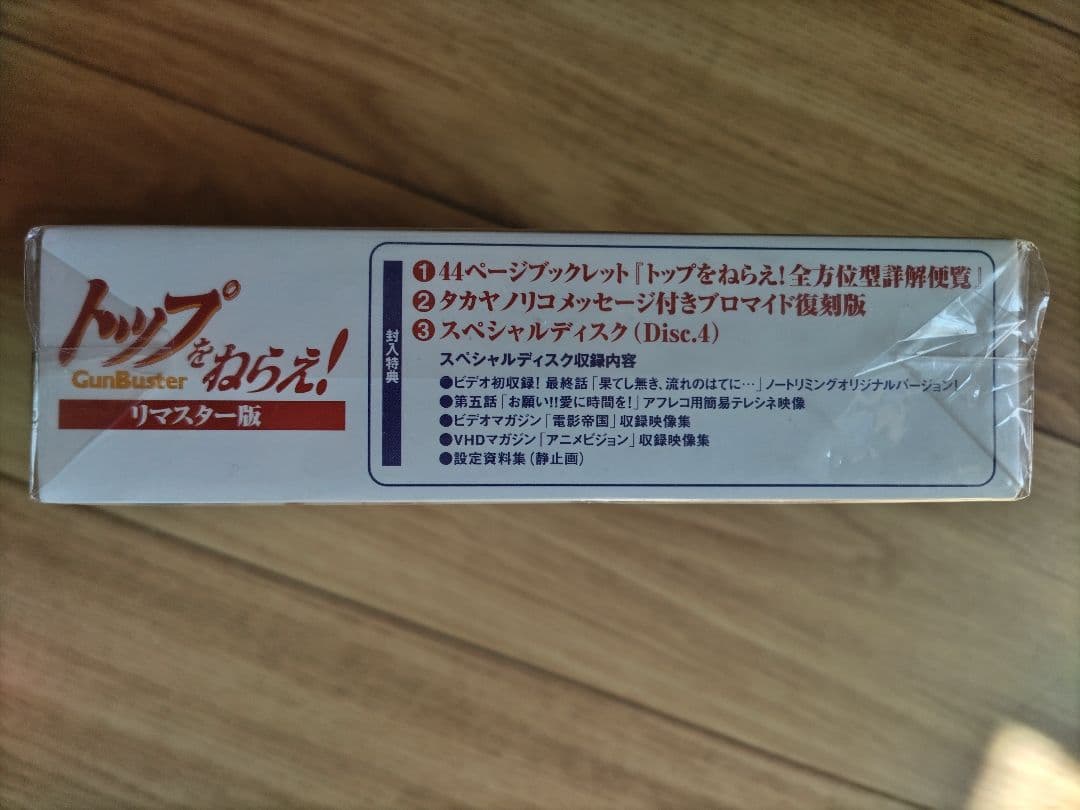 トップをねらえ!
GunBuster
リマスター版
封入特典
❶44ページブックレット『トップをねらえ!全方位型詳解便覧』
❷タカヤノリコメッセージ付きブロマイド復刻版
❸スペシャルディスク(Disc.4)
スペシャルディスク収録内容
●ビデオ初収録! 最終話「果てし無き、流れのはてに…」ノートリミングオリジナルバージョン!
●第五話「お願い!!愛に時間を!」アフレコ用簡易テレシネ映像
●ビデオマガジン「電影帝国」収録映像集
●VHDマガジン「アニメビジョン」収録映像集
●設定資料集(静止画)